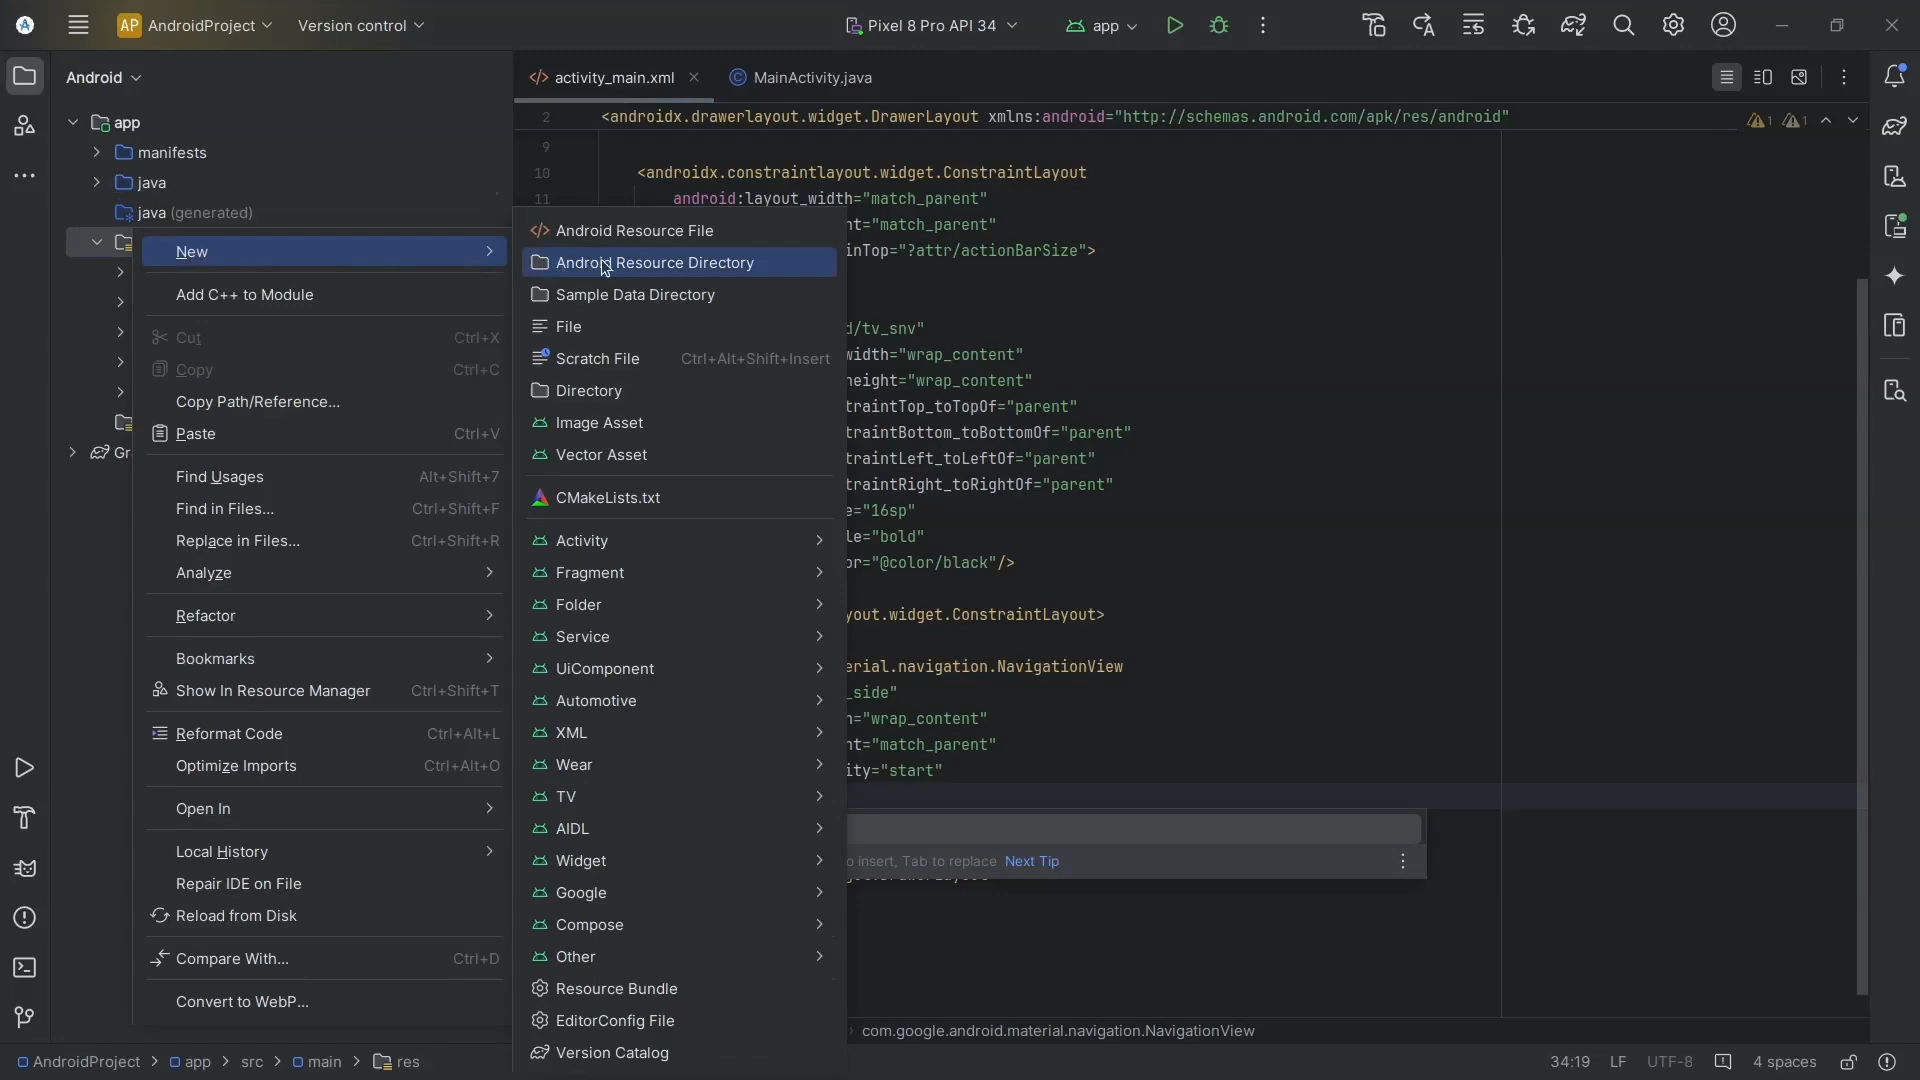 AP AndroidProject Version control Pixel 8 Pro API 34 app
Android
app
manifests
java
java (generated)
Gr
New
Add C++ to Module
Cut Ctrl+X
Copy Ctrl+C
Copy Path/Reference...
Paste Ctrl+V
Find Usages Alt+Shift+7
Find in Files... Ctrl+Shift+F
Replace in Files... Ctrl+Shift+R
Analyze
Refactor
Bookmarks
Show In Resource Manager Ctrl+Shift+T
Reformat Code Ctrl+Alt+L
Optimize Imports Ctrl+Alt+O
Open In
Local History
Repair IDE on File
Reload from Disk
Compare With... Ctrl+D
Convert to WebP...
Android Resource File
Android Resource Directory
Sample Data Directory
File
Scratch File Ctrl+Alt+Shift+Insert
Directory
Image Asset
Vector Asset
CMakeLists.txt
Activity
Fragment
Folder
Service
UiComponent
Automotive
XML
Wear
TV
AIDL
Widget
Google
Compose
Other
Resource Bundle
EditorConfig File
Version Catalog
activity_main.xml MainActivity.java
2 <androidx.drawerlayout.widget.DrawerLayout xmlns:android="http://schemas.android.com/apk/res/android"
1 1
9
10 <androidx.constraintlayout.widget.ConstraintLayout
11 android:layout_width="match_parent"
nt="match_parent"
inTop="?attr/actionBarSize">
d/tv_snv"
width="wrap_content"
height="wrap_content"
traintTop_toTopOf="parent"
traintBottom_toBottomOf="parent"
traintLeft_toLeftOf="parent"
traintRight_toRightOf="parent"
e="16sp"
le="bold"
or="@color/black"/>
yout.widget.ConstraintLayout>
erial.navigation.NavigationView
_side"
h="wrap_content"
nt="match_parent"
ity="start"
o insert, Tab to replace Next Tip
com.google.android.material.navigation.NavigationView
AndroidProject > app > src > main > res 34:19 LF UTF-8 4 spaces